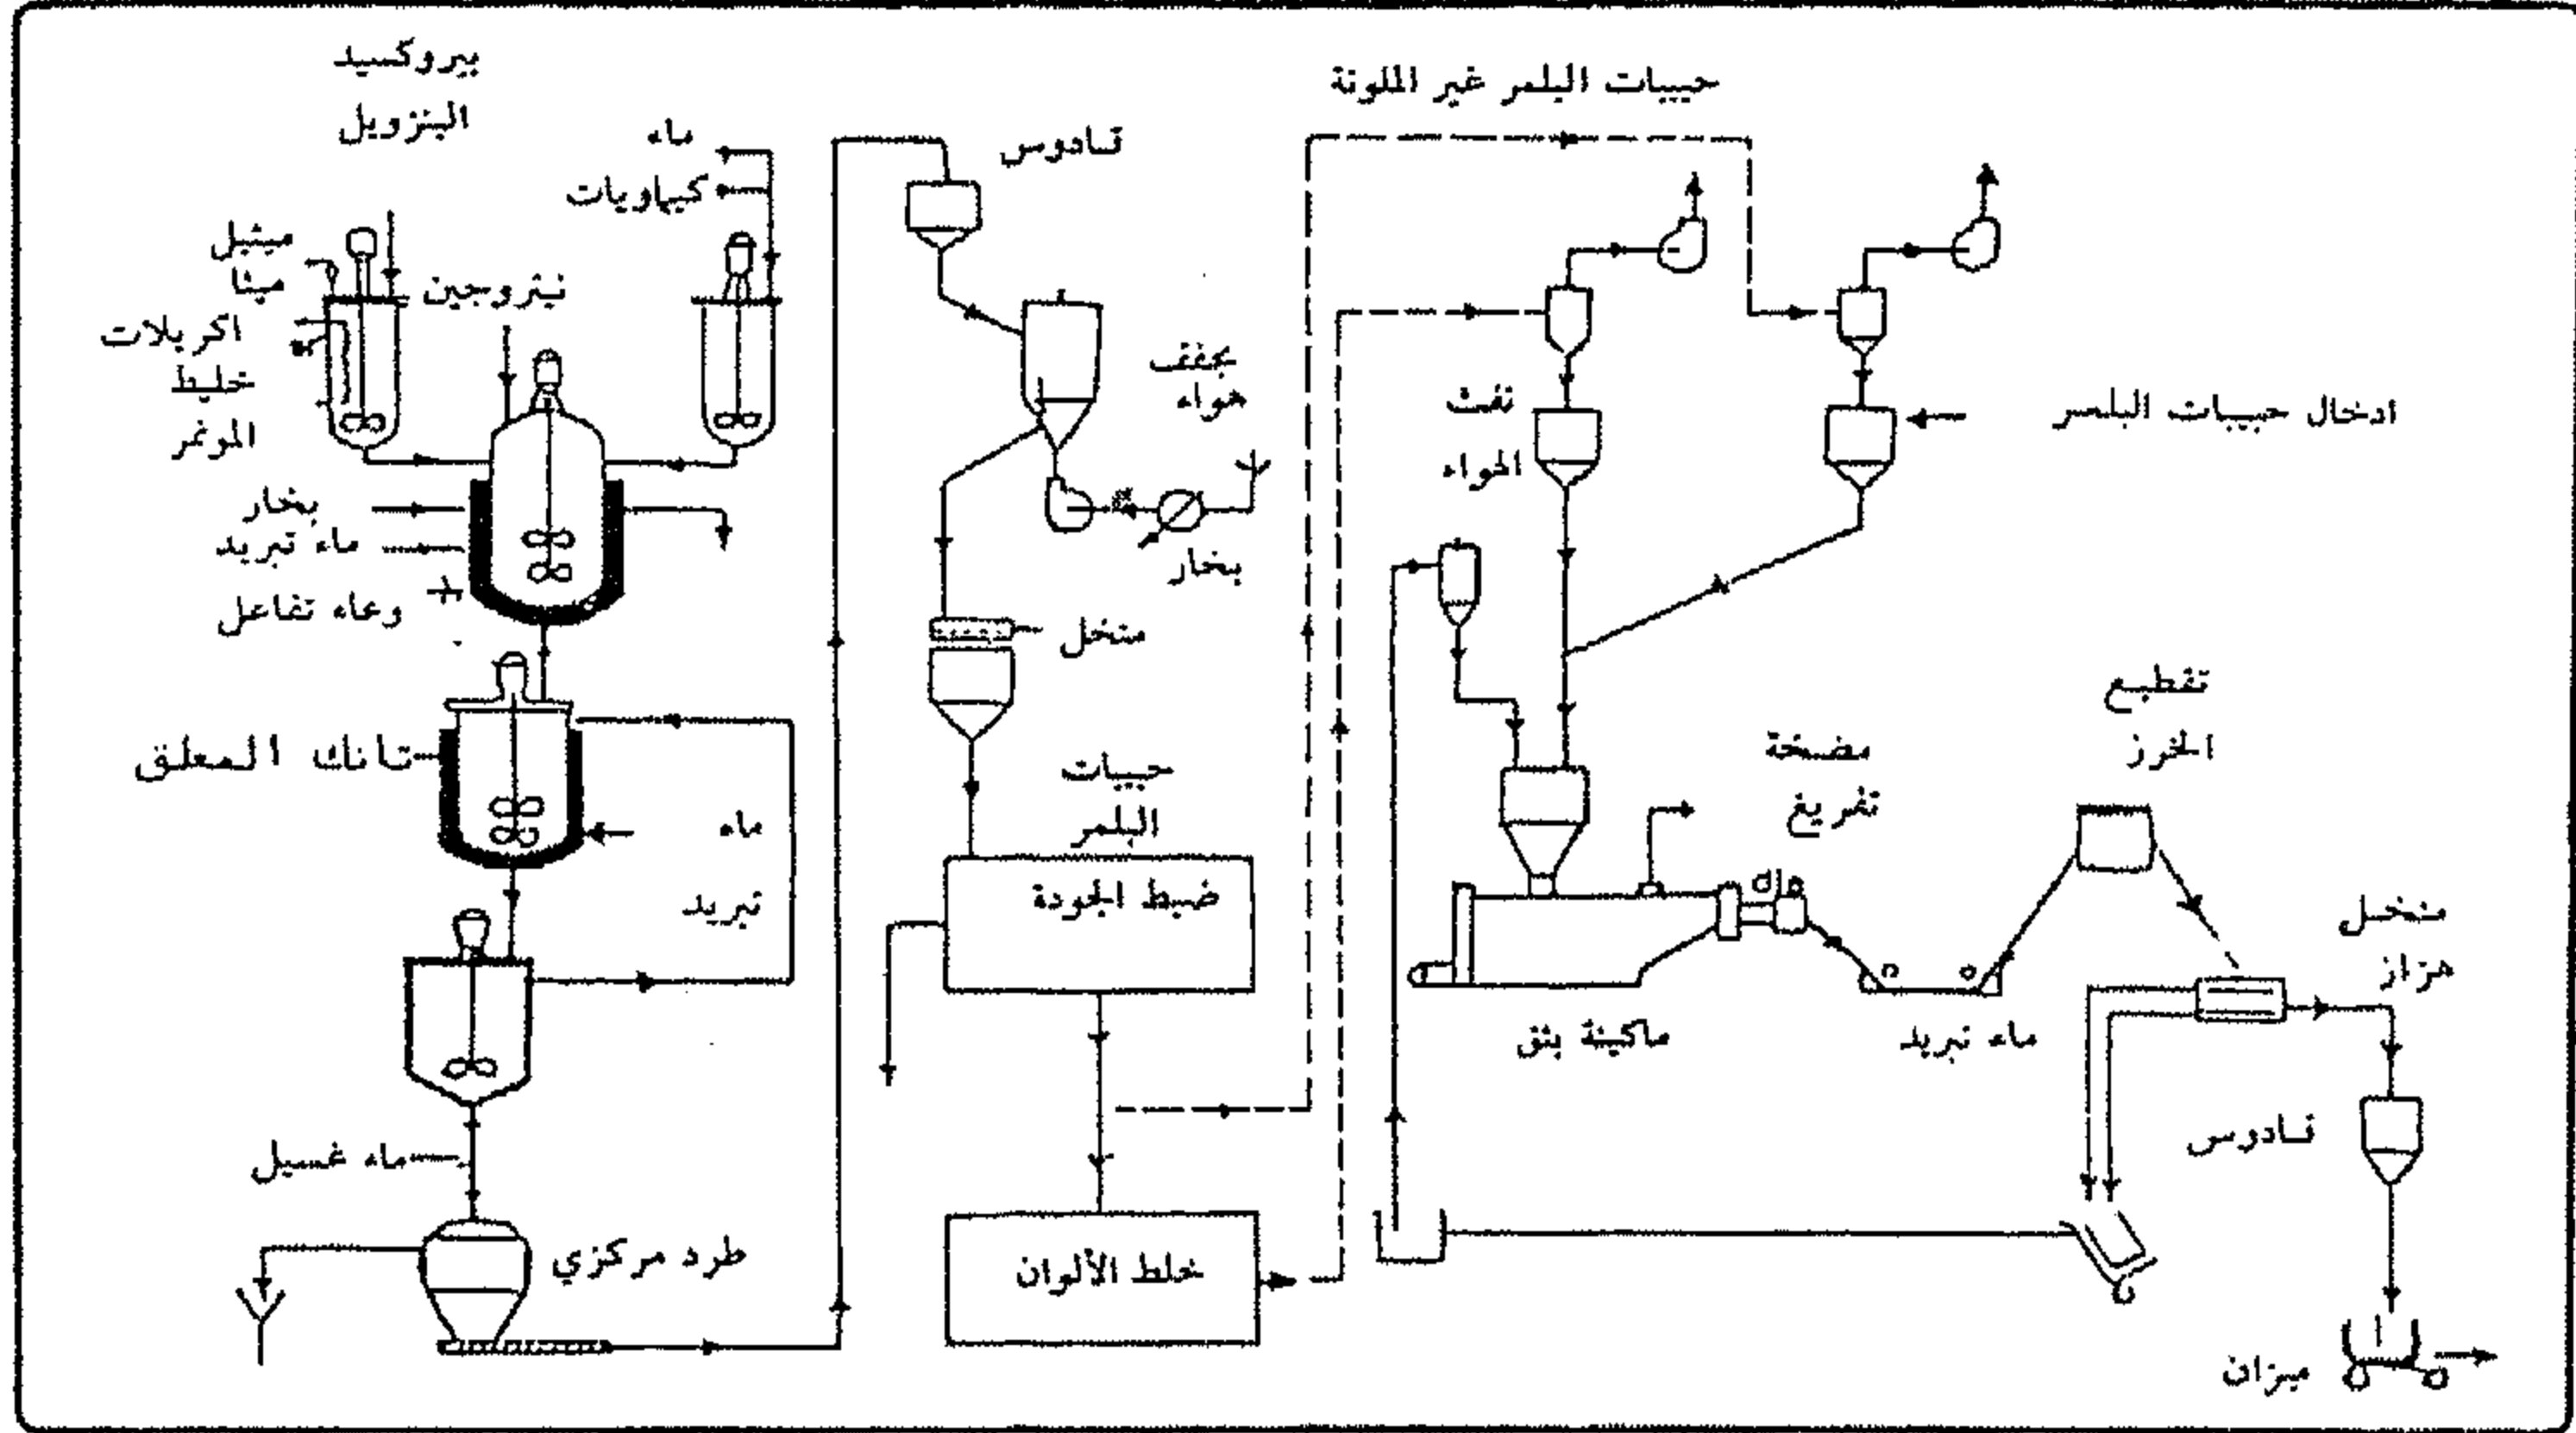 بيروكسيد
البنزويل
ماء
كيماويات
ميثيل
ميثا
اكريلات
خليط
المونمر
نيتروجين
بخار
ماء تبريد
وعاء تفاعل
تانك المعلق
ماء
تبريد
ماء غسيل
طرد مركزي
قادوس
مجفف
هواء
بخار
منخل
حبيبات
البلمر
ضبط الجودة
خلط الألوان
حبيبات البلمر غير الملونة
نفث
الهواء
ادخال حبيبات البلمر
مضخة
تفريغ
تقطيع
الخرز
ماكينة بثق
ماء تبريد
منخل
هزاز
قادوس
ميزان